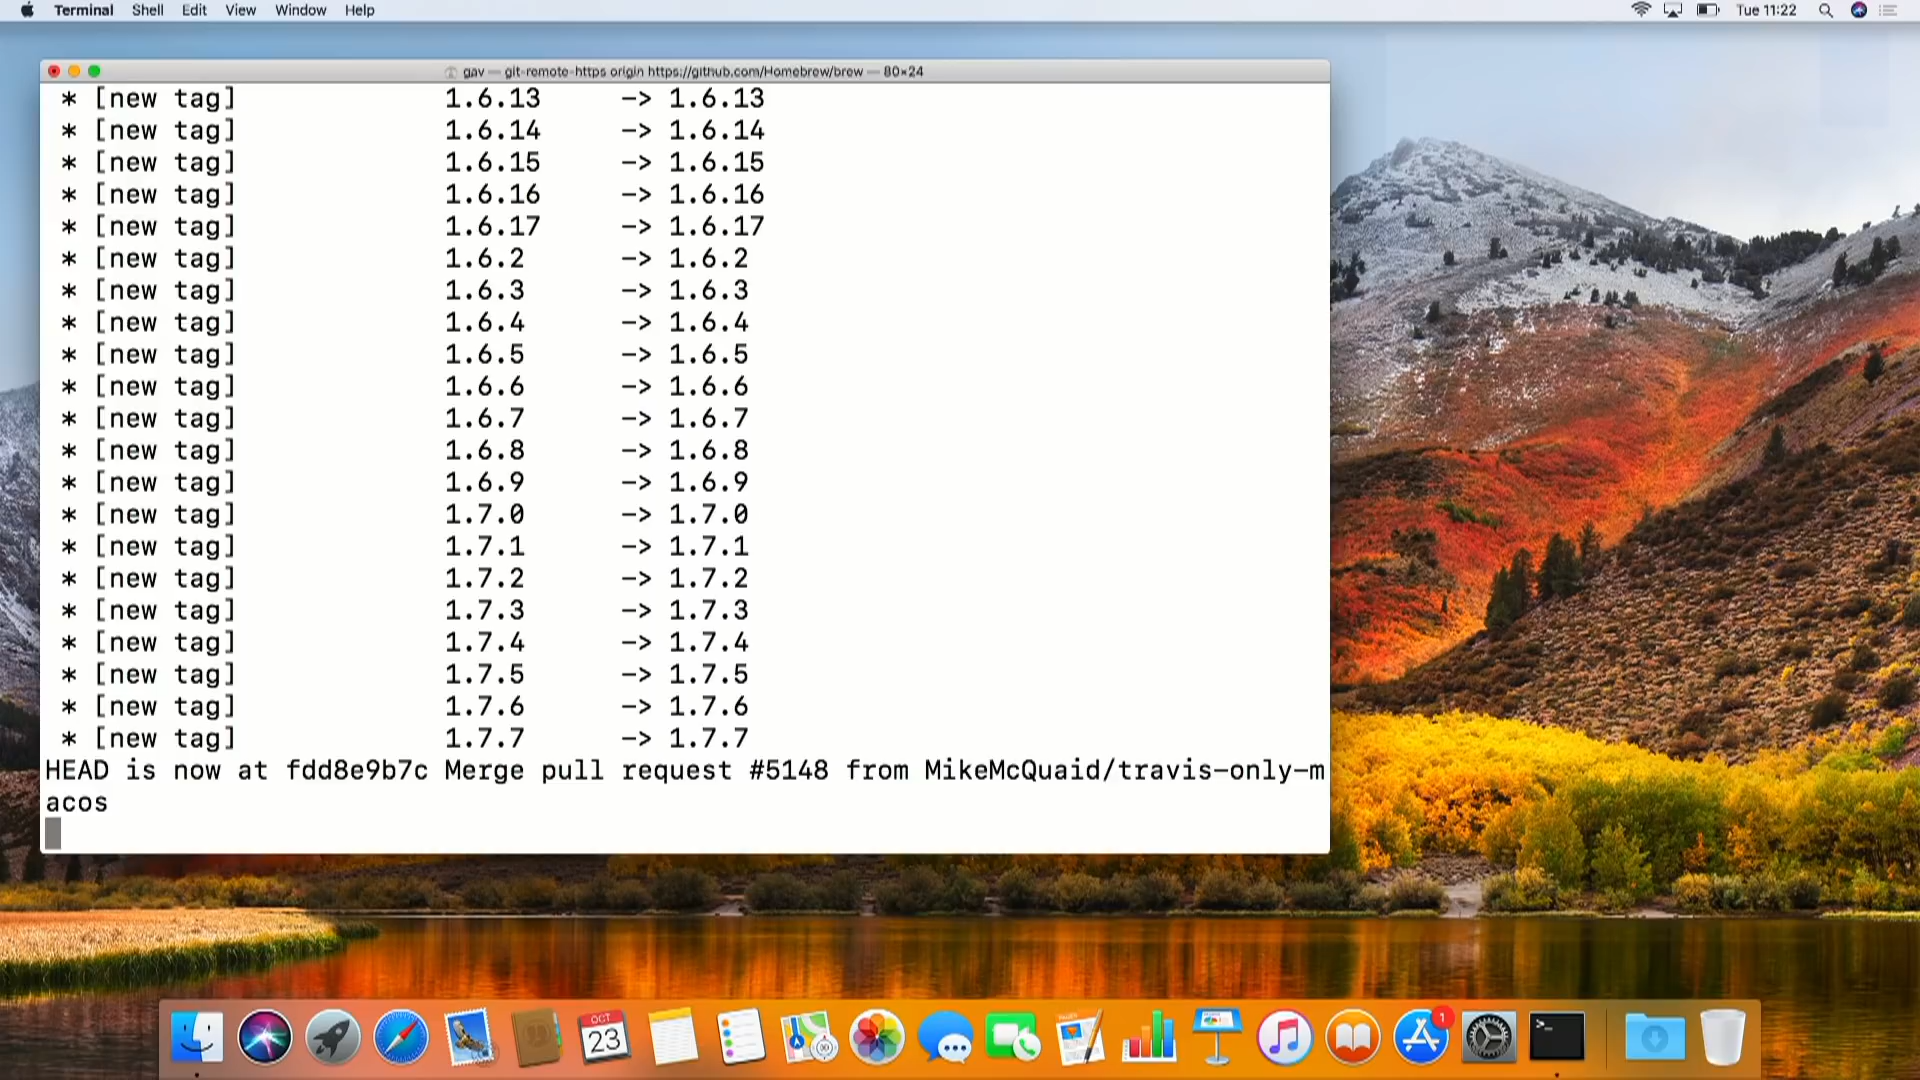 Terminal Shell Edit View Window Help Tue 11:22
gav — git-remote-https origin https://github.com/Homebrew/brew — 80×24
* [new tag] 1.6.13 -> 1.6.13
* [new tag] 1.6.14 -> 1.6.14
* [new tag] 1.6.15 -> 1.6.15
* [new tag] 1.6.16 -> 1.6.16
* [new tag] 1.6.17 -> 1.6.17
* [new tag] 1.6.2 -> 1.6.2
* [new tag] 1.6.3 -> 1.6.3
* [new tag] 1.6.4 -> 1.6.4
* [new tag] 1.6.5 -> 1.6.5
* [new tag] 1.6.6 -> 1.6.6
* [new tag] 1.6.7 -> 1.6.7
* [new tag] 1.6.8 -> 1.6.8
* [new tag] 1.6.9 -> 1.6.9
* [new tag] 1.7.0 -> 1.7.0
* [new tag] 1.7.1 -> 1.7.1
* [new tag] 1.7.2 -> 1.7.2
* [new tag] 1.7.3 -> 1.7.3
* [new tag] 1.7.4 -> 1.7.4
* [new tag] 1.7.5 -> 1.7.5
* [new tag] 1.7.6 -> 1.7.6
* [new tag] 1.7.7 -> 1.7.7
HEAD is now at fdd8e9b7c Merge pull request #5148 from MikeMcQuaid/travis-only-m
acos
OCT
23
1
>_